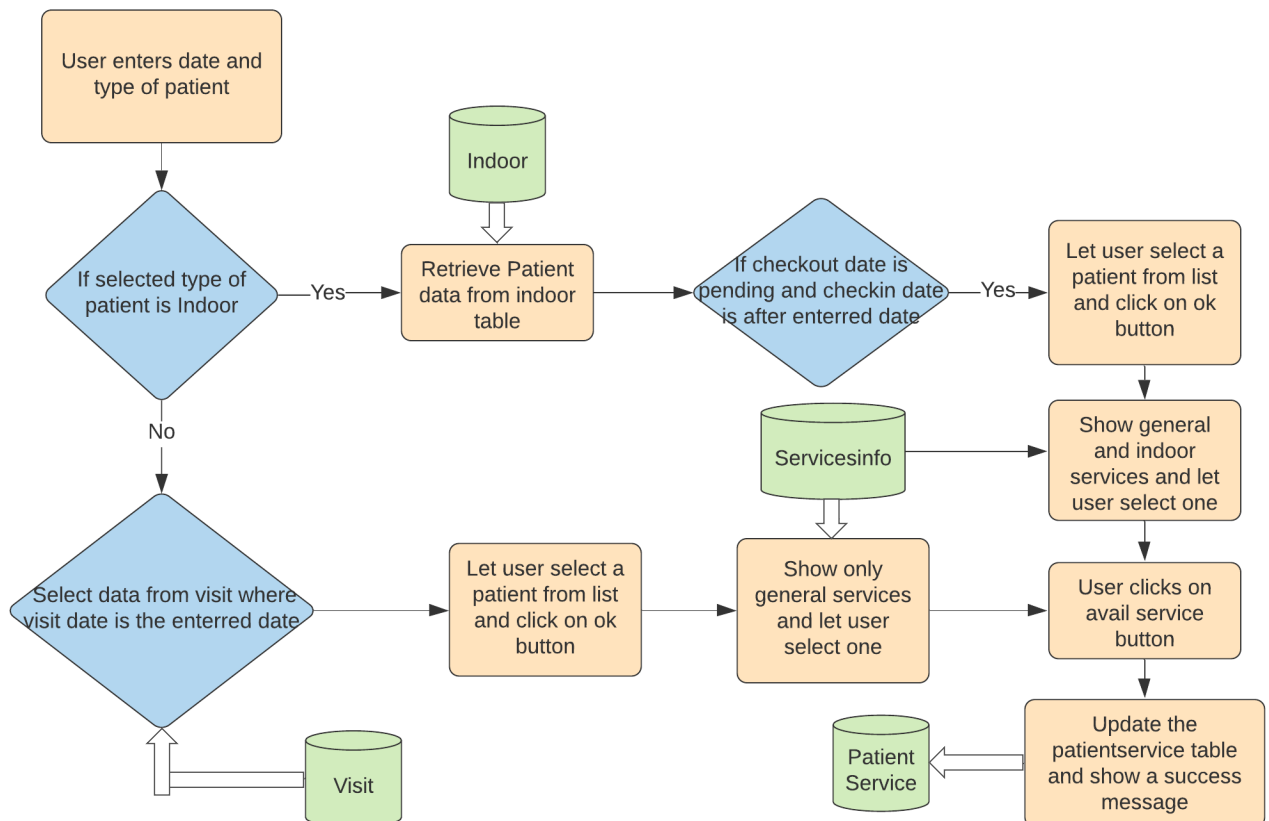 User enters date and
type of patient
Indoor
If selected type of
patient is Indoor
Yes
Retrieve Patient
data from indoor
table
If checkout date is
pending and checkin date
is after enterred date
Yes
Let user select a
patient from list
and click on ok
button
No
Servicesinfo
Show general
and indoor
services and let
user select one
Select data from visit where
visit date is the enterred date
Let user select a
patient from list
and click on ok
button
Show only
general services
and let user
select one
User clicks on
avail service
button
Visit
Patient
Service
Update the
patientservice table
and show a success
message